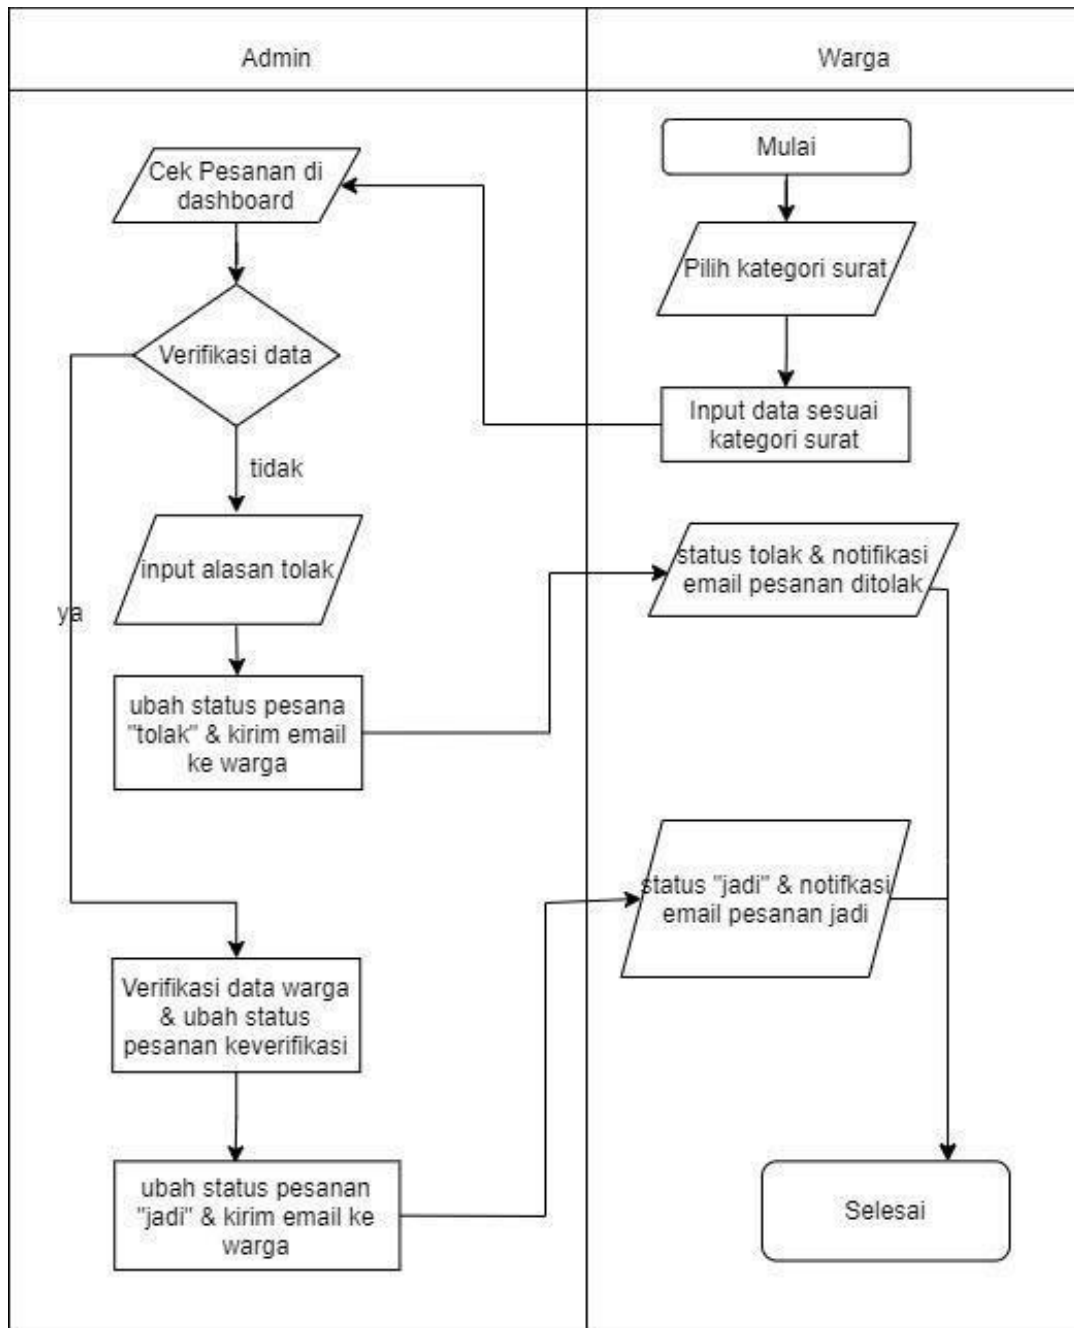 Admin
Warga
Mulai
Pilih kategori surat
Input data sesuai
kategori surat
Cek Pesanan di
dashboard
Verifikasi data
tidak
ya
input alasan tolak
ubah status pesana
"tolak" & kirim email
ke warga
status tolak & notifikasi
email pesanan ditolak
Verifikasi data warga
& ubah status
pesanan keverifikasi
ubah status pesanan
"jadi" & kirim email ke
warga
status "jadi" & notifkasi
email pesanan jadi
Selesai